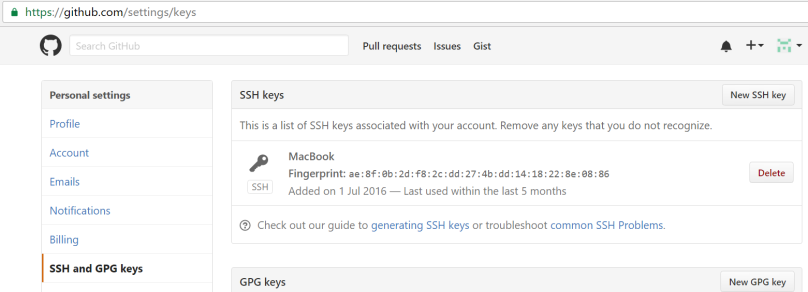 https://github.com/settings/keys
Search GitHub Pull requests Issues Gist
Personal settings
Profile
Account
Emails
Notifications
Billing
SSH and GPG keys
SSH keys New SSH key
This is a list of SSH keys associated with your account. Remove any keys that you do not recognize.
MacBook
Fingerprint: ae:8f:0b:2d:f8:2c:dd:27:4b:dd:14:18:22:8e:08:86
SSH
Added on 1 Jul 2016 — Last used within the last 5 months
Delete
Check out our guide to generating SSH keys or troubleshoot common SSH Problems.
GPG keys New GPG key